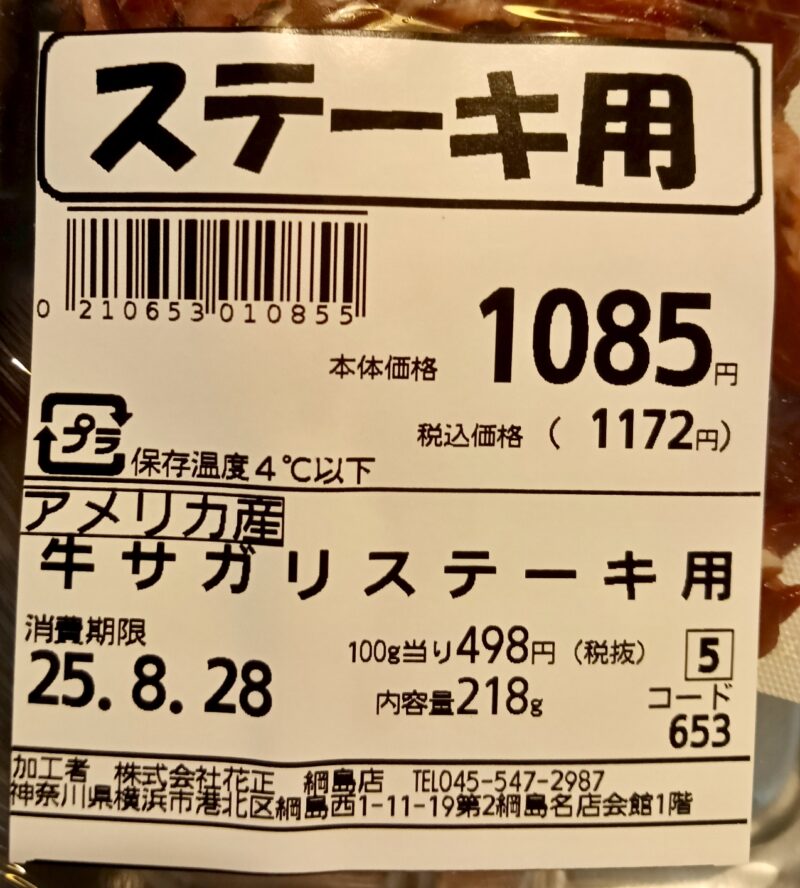 ステーキ用
0 210653 010855
本体価格 1085円
税込価格 ( 1172円)
プラ 保存温度4℃以下
アメリカ産
牛サガリステーキ用
消費期限
25. 8. 28
100g当り498円 (税抜) 5
内容量218g
コード
653
加工者 株式会社花正 綱島店 TEL045-547-2987
神奈川県横浜市港北区綱島西1-11-19第2綱島名店会館1階